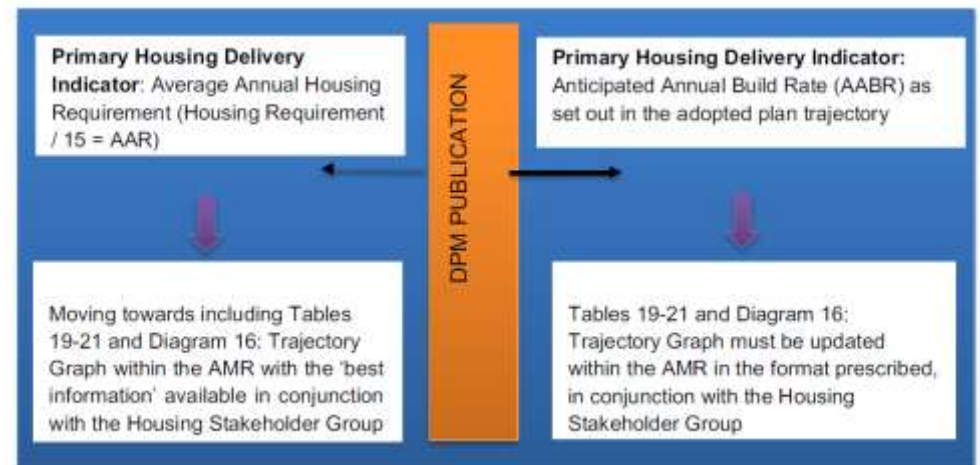 Primary Housing Delivery
Indicator: Average Annual Housing
Requirement (Housing Requirement
/ 15 = AAR)
Moving towards including Tables
19-21 and Diagram 16: Trajectory
Graph within the AMR with the ‘best
information’ available in conjunction
with the Housing Stakeholder Group
DPM PUBLICATION
Primary Housing Delivery Indicator:
Anticipated Annual Build Rate (AABR) as
set out in the adopted plan trajectory
Tables 19-21 and Diagram 16:
Trajectory Graph must be updated
within the AMR in the format prescribed,
in conjunction with the Housing
Stakeholder Group